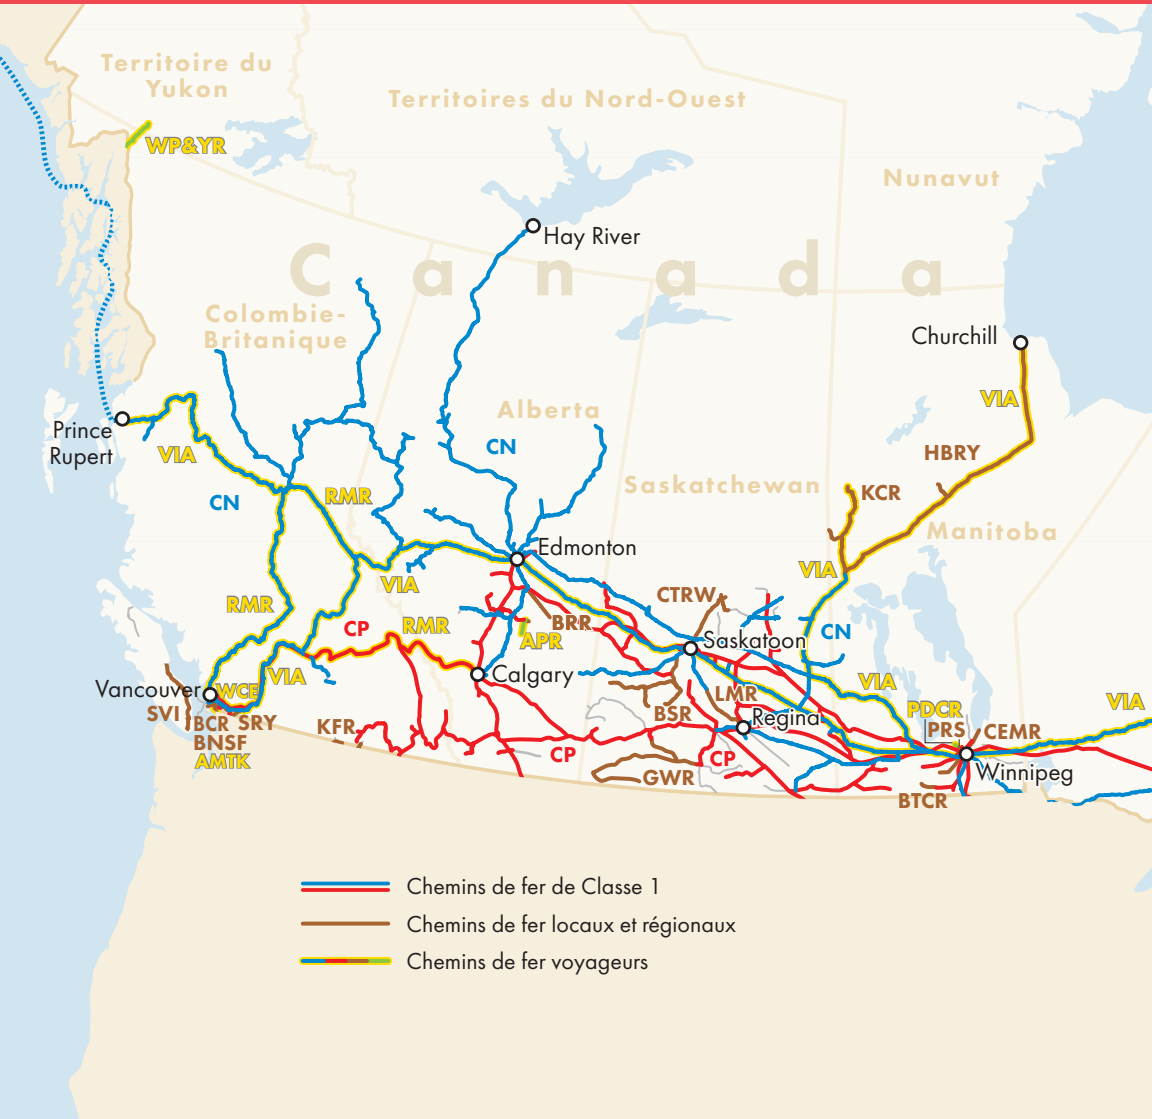 Territoire du
Yukon
Territoires du Nord-Ouest
WP&YR
Nunavut
Hay River
Canada
Colombie-
Britanique
Churchill
Alberta
VIA
Prince
Rupert
VIA
CN
HBRY
CN
RMR
Saskatchewan
KCR
Manitoba
Edmonton
VIA
VIA
RMR
CP
RMR
BRR
APR
CTRW
Saskatoon
CN
Calgary
VIA
VIA
Vancouver
WCE
SVI
BCR
SRY
BNSF
AMTK
KFR
LMR
BSR
Regina
PDCR
PRS
CEMR
VIA
CP
CP
GWR
Winnipeg
BTCR
Chemins de fer de Classe 1
Chemins de fer locaux et régionaux
Chemins de fer voyageurs